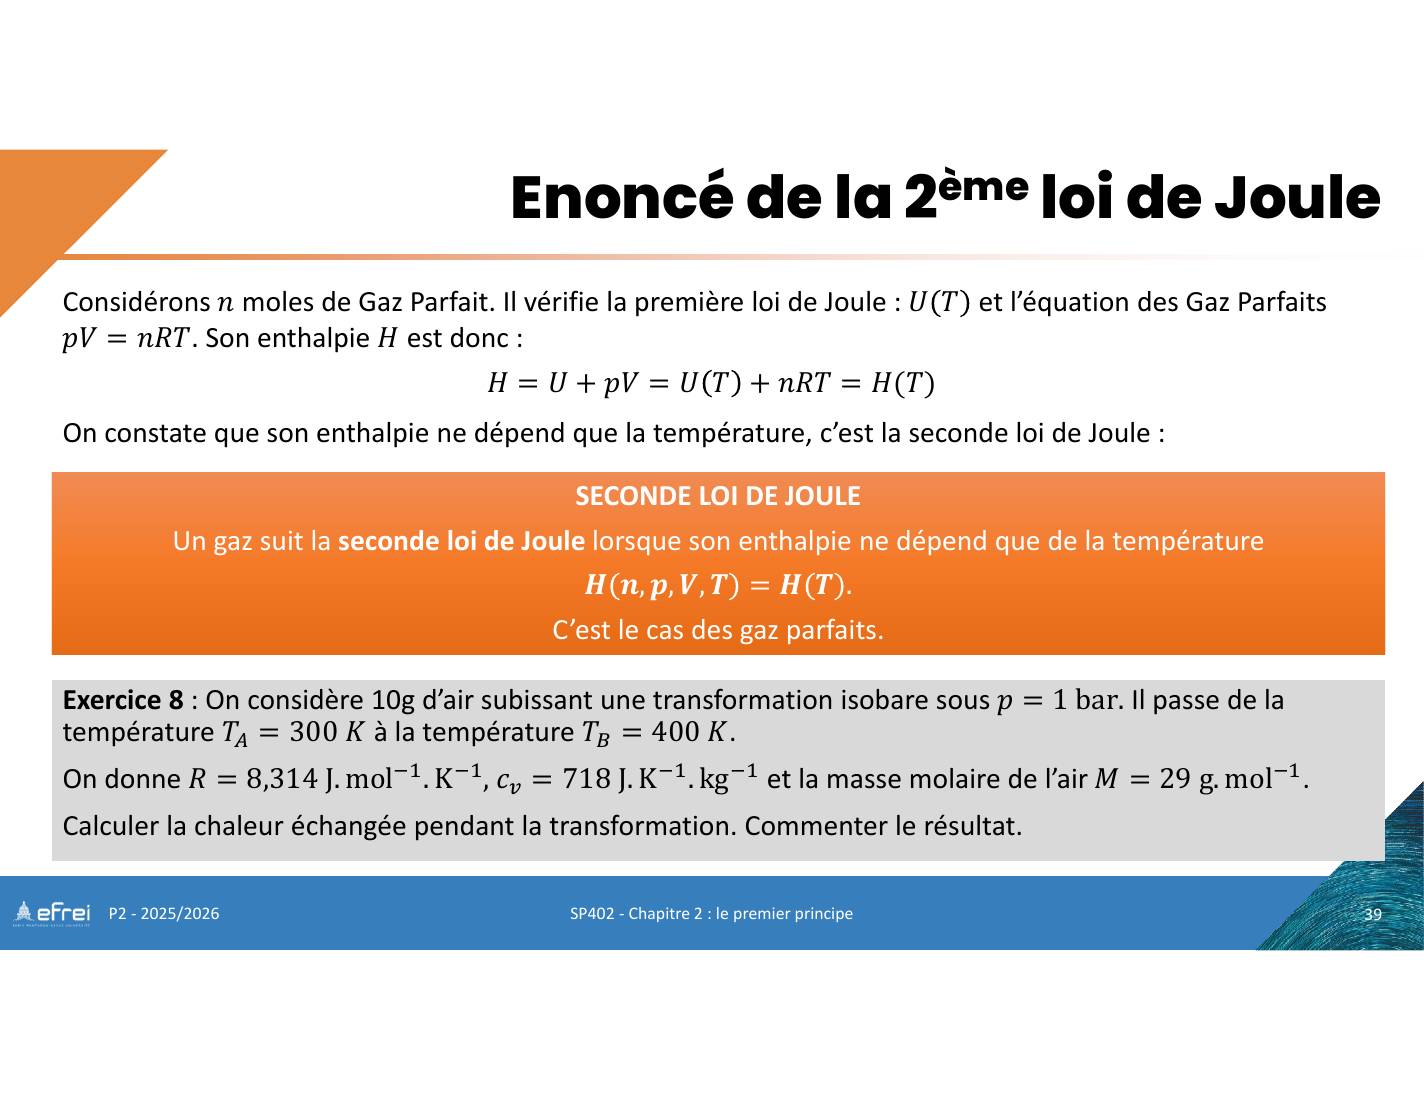 Enoncé de la 2ème loi de Joule
Considérons n moles de Gaz Parfait. Il vérifie la première loi de Joule : U(T) et l’équation des Gaz Parfaits
pV = nRT. Son enthalpie H est donc :
H = U + pV = U(T) + nRT = H(T)
On constate que son enthalpie ne dépend que la température, c’est la seconde loi de Joule :
SECONDE LOI DE JOULE
Un gaz suit la seconde loi de Joule lorsque son enthalpie ne dépend que de la température
H(n, p, V, T) = H(T).
C’est le cas des gaz parfaits.
Exercice 8 : On considère 10g d’air subissant une transformation isobare sous p = 1 bar. Il passe de la
température T_A = 300 K à la température T_B = 400 K.
On donne R = 8,314 J. mol⁻¹. K⁻¹, c_v = 718 J. K⁻¹. kg⁻¹ et la masse molaire de l’air M = 29 g. mol⁻¹.
Calculer la chaleur échangée pendant la transformation. Commenter le résultat.
efrei P2 - 2025/2026 SP402 - Chapitre 2 : le premier principe 39